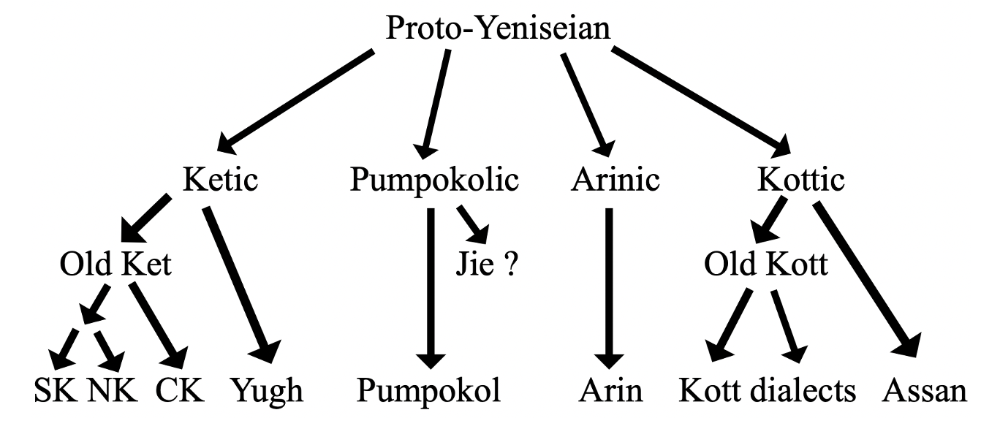 Proto-Yeniseian
Ketic Pumpokolic Arinic Kottic
Old Ket Jie ? Old Kott
SK NK CK Yugh Pumpokol Arin Kott dialects Assan